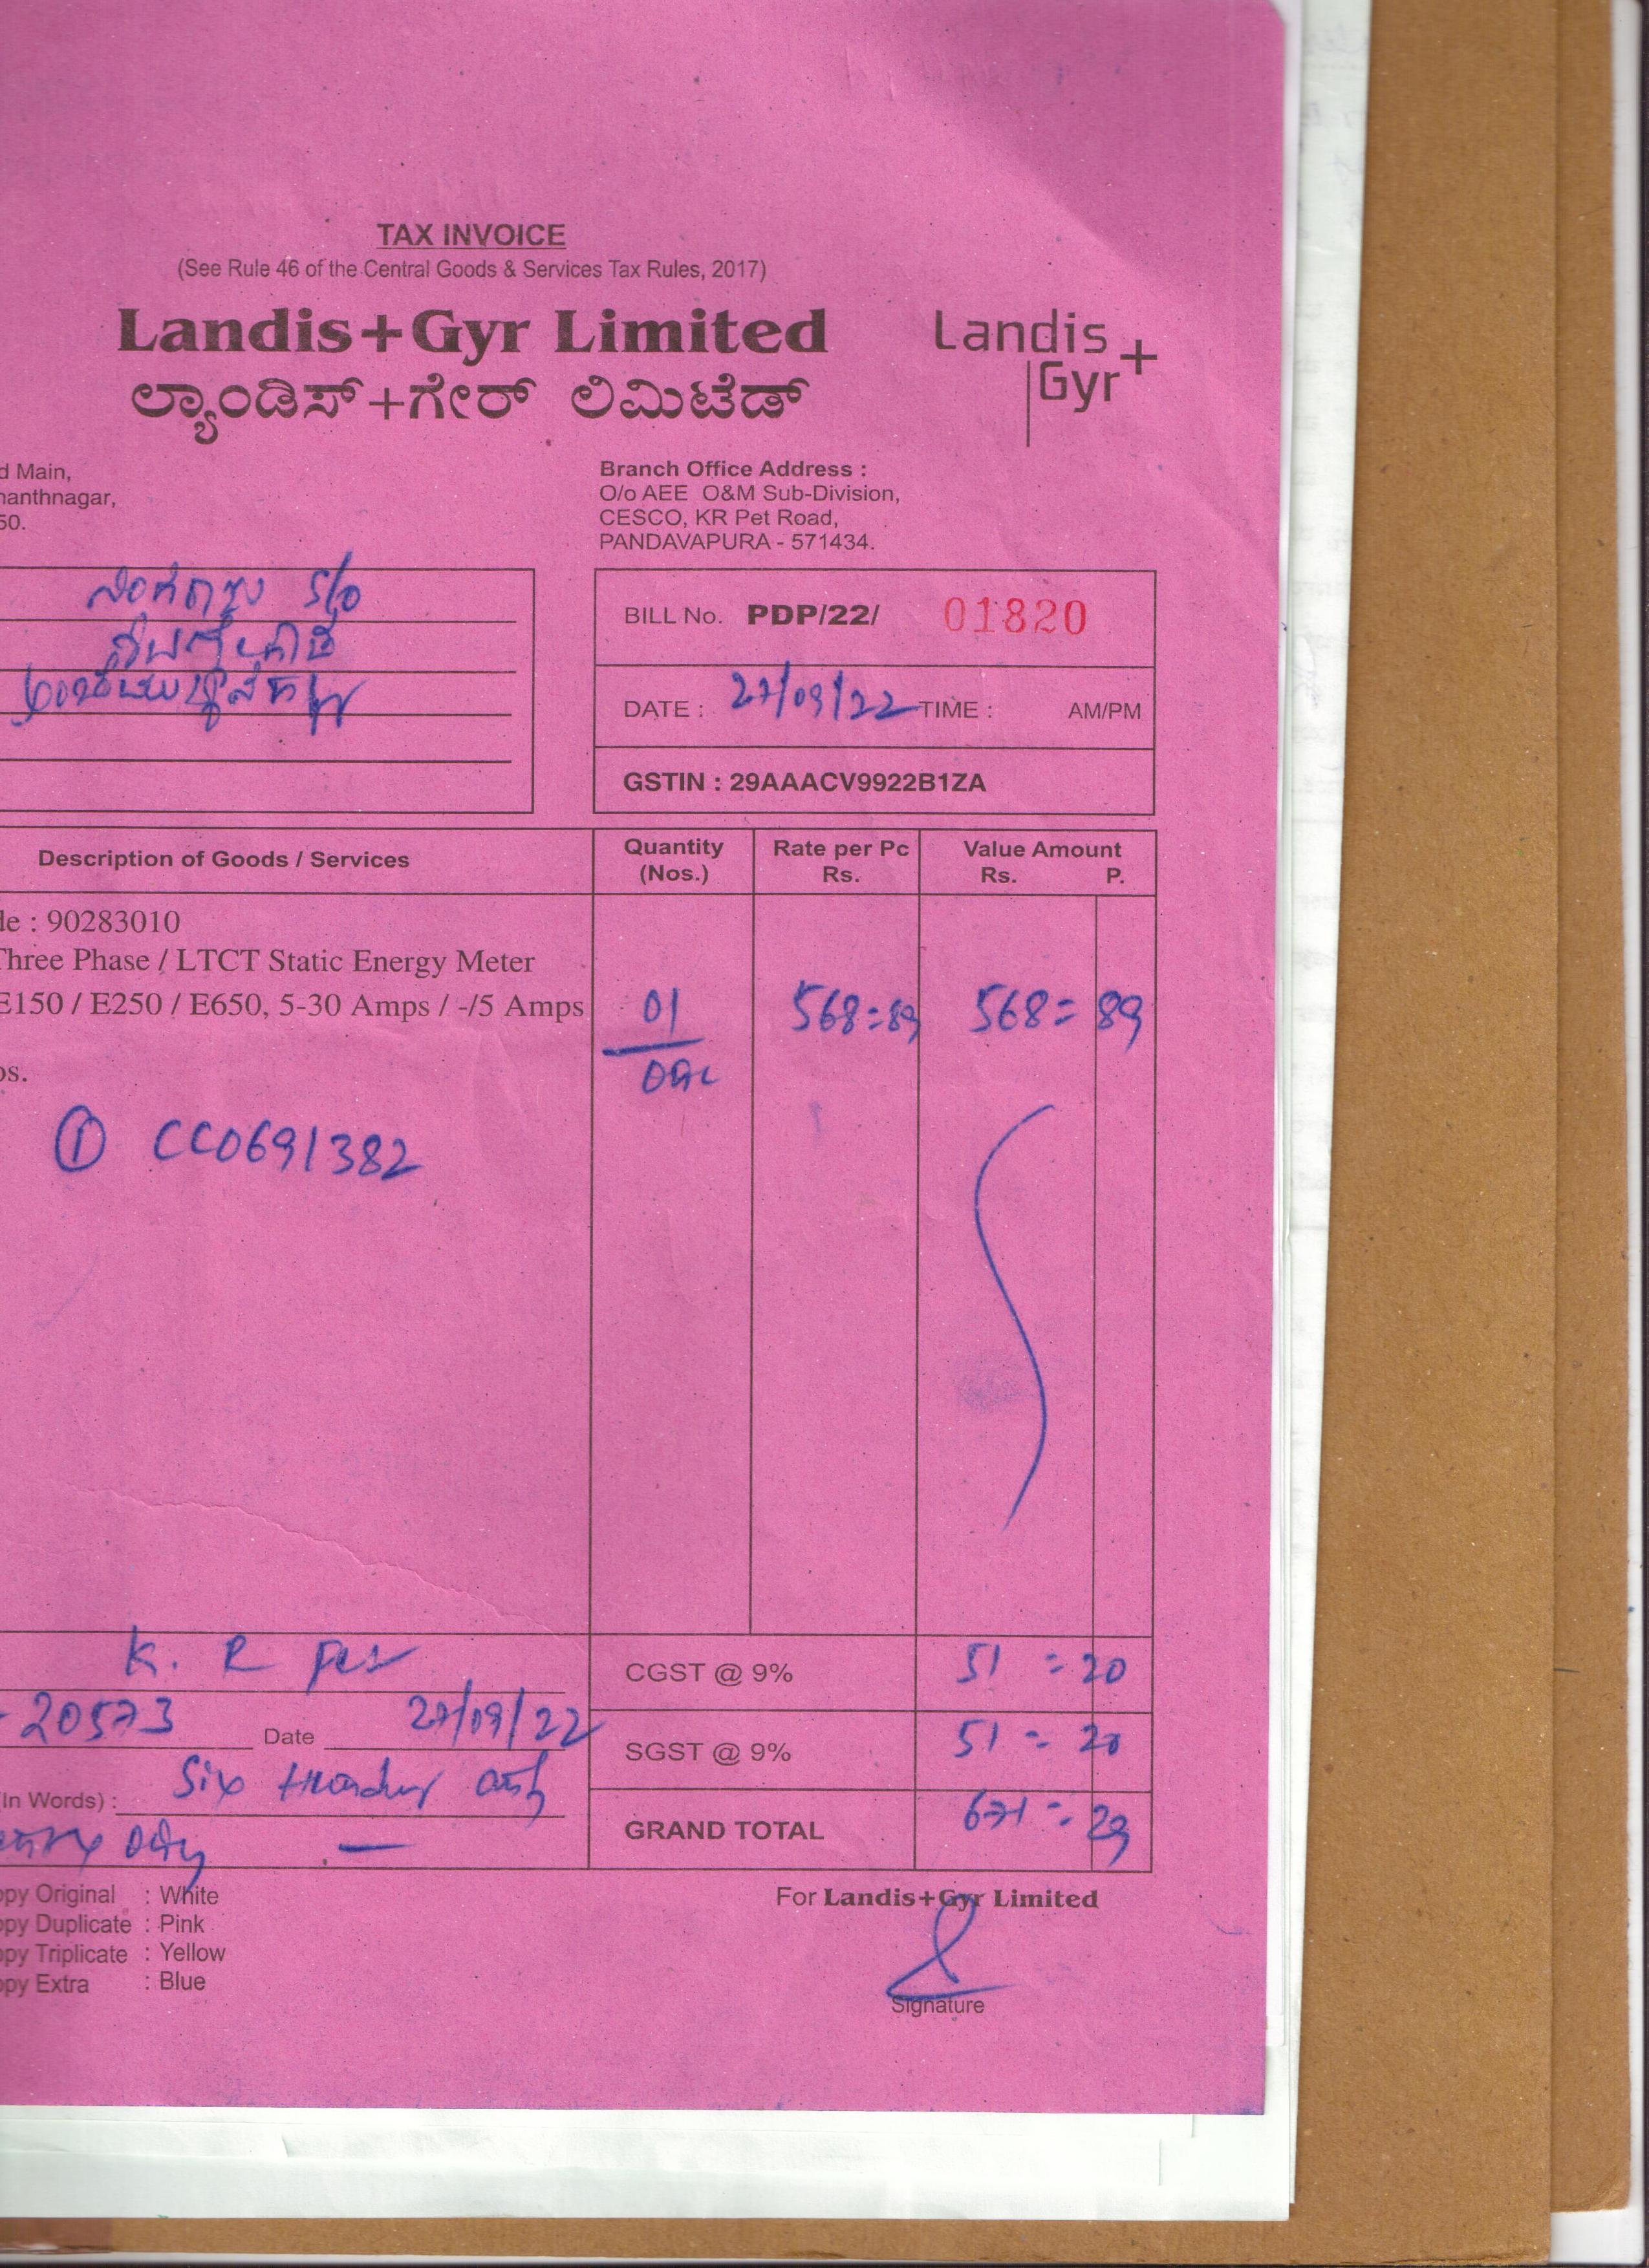 TAX INVOICE
(See Rule 46 of the Central Goods & Services Tax Rules, 2017)
Landis+Gyr Limited
ಲ್ಯಾಂಡಿಸ್+ಗೇರ್ ಲಿಮಿಟೆಡ್
Landis+
Gyr
d Main,
nanthnagar,
50.
Branch Office Address :
O/o AEE O&M Sub-Division,
CESCO, KR Pet Road,
PANDAVAPURA - 571434.
S/o
BILL No. PDP/22/ 01820
DATE : 27/09/22 TIME : AM/PM
GSTIN : 29AAACV9922B1ZA
Description of Goods / Services
Quantity (Nos.)
Rate per Pc Rs.
Value Amount Rs. P.
de : 90283010
Three Phase / LTCT Static Energy Meter
E150 / E250 / E650, 5-30 Amps / -/5 Amps
01 568=89 568=89
os.
① CC0691382
K. R Pet
20573 Date 27/09/22
(In Words) : Six
only —
CGST @ 9% 51=20
SGST @ 9% 51=20
GRAND TOTAL 671=29
opy Original : White
opy Duplicate : Pink
opy Triplicate : Yellow
opy Extra : Blue
For Landis+Gyr Limited
Signature